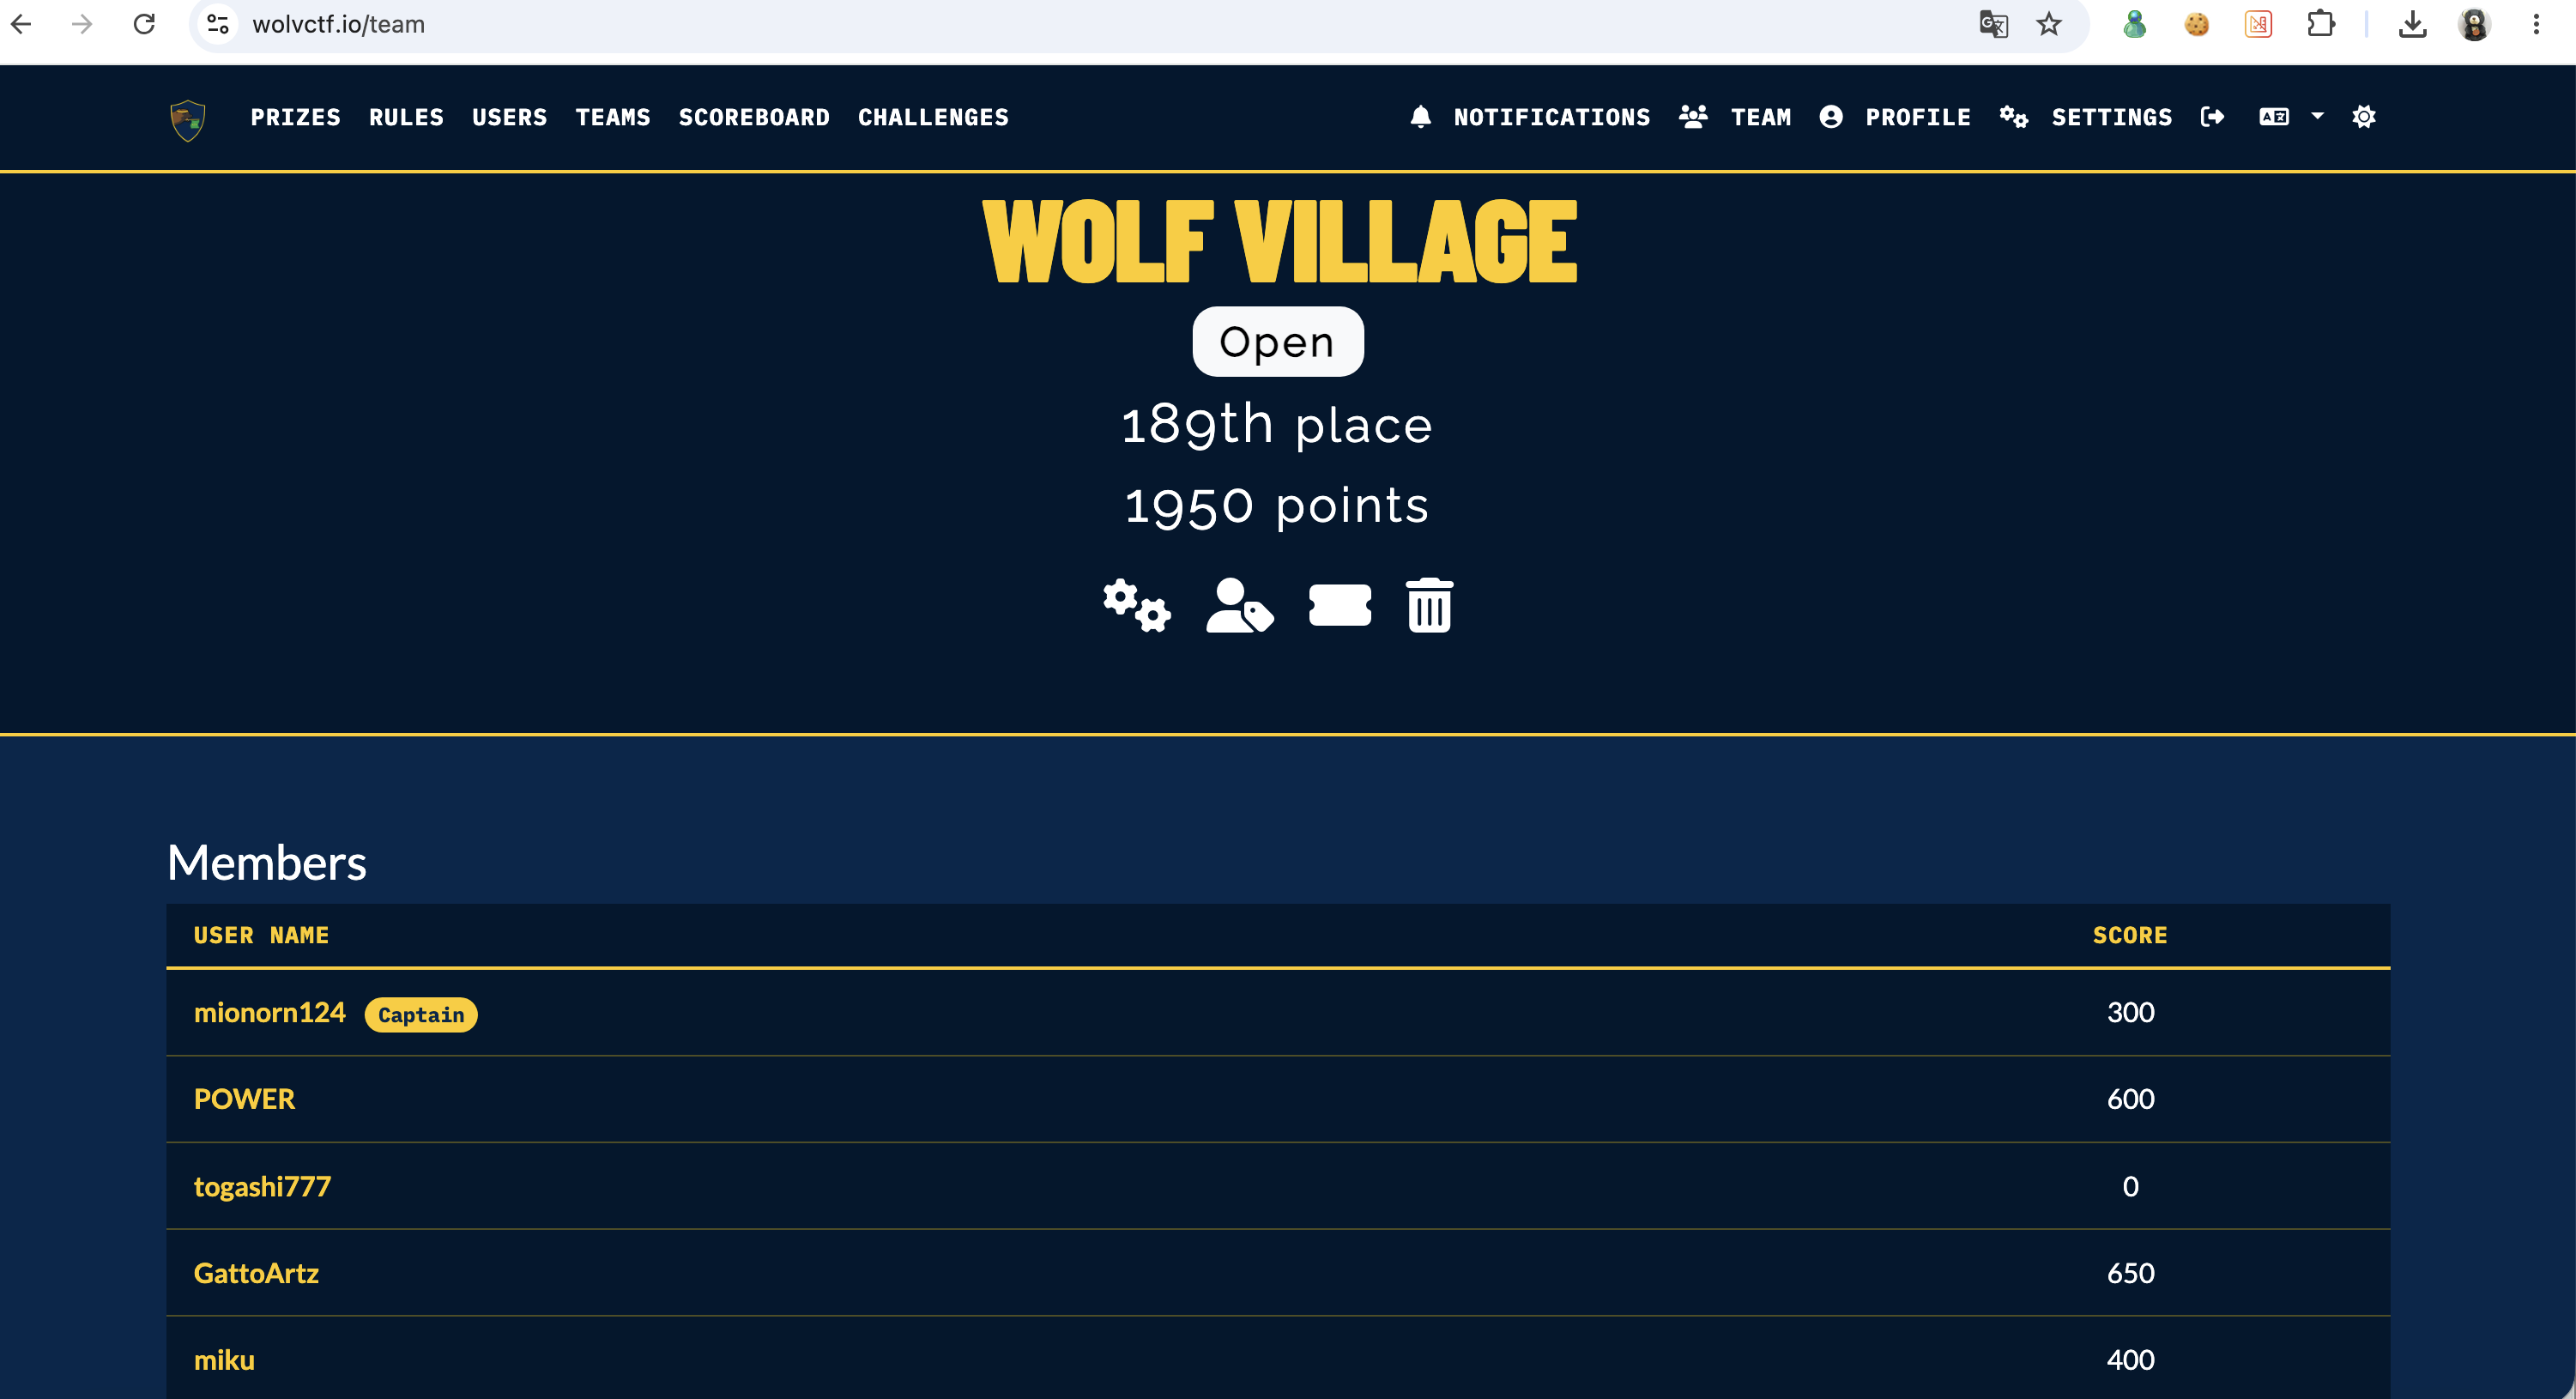 wolvctf.io/team
PRIZES RULES USERS TEAMS SCOREBOARD CHALLENGES NOTIFICATIONS TEAM PROFILE SETTINGS
WOLF VILLAGE
Open
189th place
1950 points
Members
USER NAME SCORE
mionorn124 Captain 300
POWER 600
togashi777 0
GattoArtz 650
miku 400